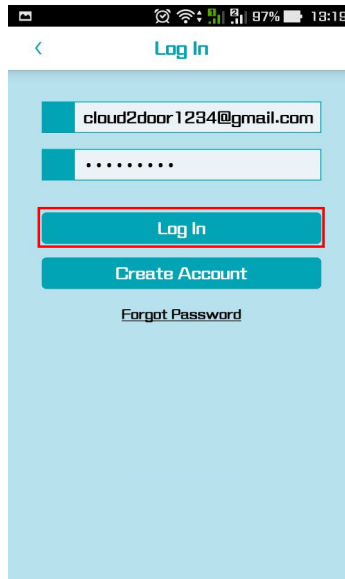 97% 13:19
Log In
cloud2door1234@gmail.com
•••••••••
Log In
Create Account
Forgot Password